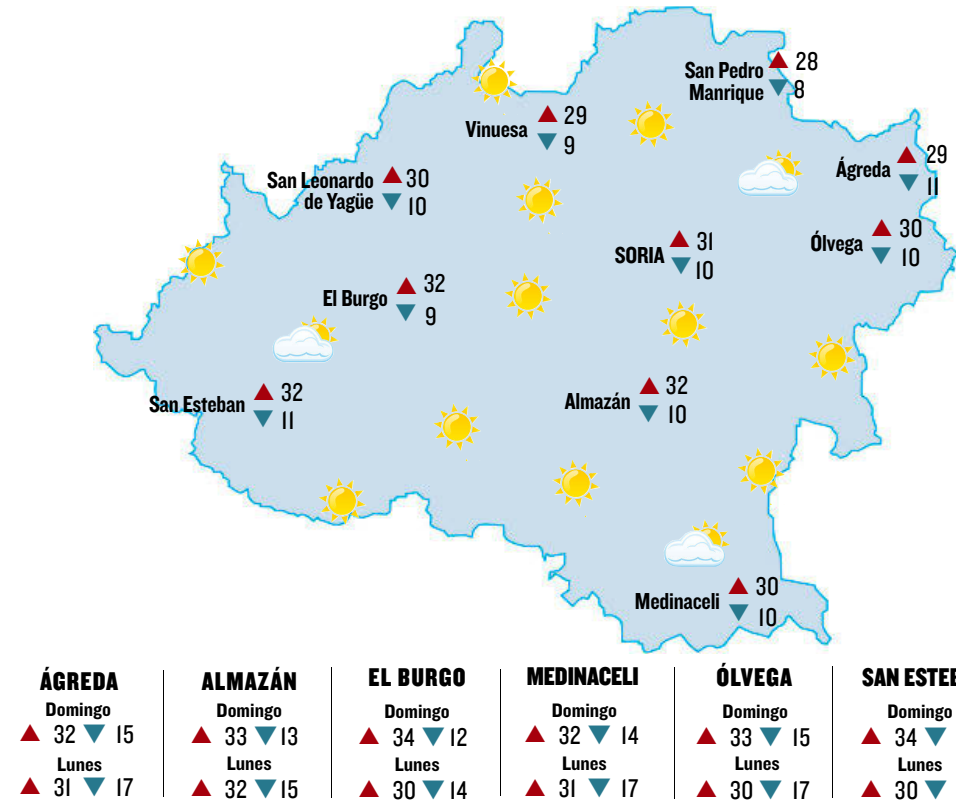 San Pedro ▲ 28
Manrique ▼ 8
Vinuesa ▲ 29
▼ 9
Ágreda ▲ 29
▼ 11
San Leonardo ▲ 30
de Yagüe ▼ 10
Ólvega ▲ 30
▼ 10
SORIA ▲ 31
▼ 10
El Burgo ▲ 32
▼ 9
San Esteban ▲ 32
▼ 11
Almazán ▲ 32
▼ 10
Medinaceli ▲ 30
▼ 10
ÁGREDA
Domingo
▲ 32 ▼ 15
Lunes
▲ 31 ▼ 17
ALMAZÁN
Domingo
▲ 33 ▼ 13
Lunes
▲ 32 ▼ 15
EL BURGO
Domingo
▲ 34 ▼ 12
Lunes
▲ 30 ▼ 14
MEDINACELI
Domingo
▲ 32 ▼ 14
Lunes
▲ 31 ▼ 17
ÓLVEGA
Domingo
▲ 33 ▼ 15
Lunes
▲ 30 ▼ 17
SAN ESTEB
Domingo
▲ 34 ▼
Lunes
▲ 30 ▼